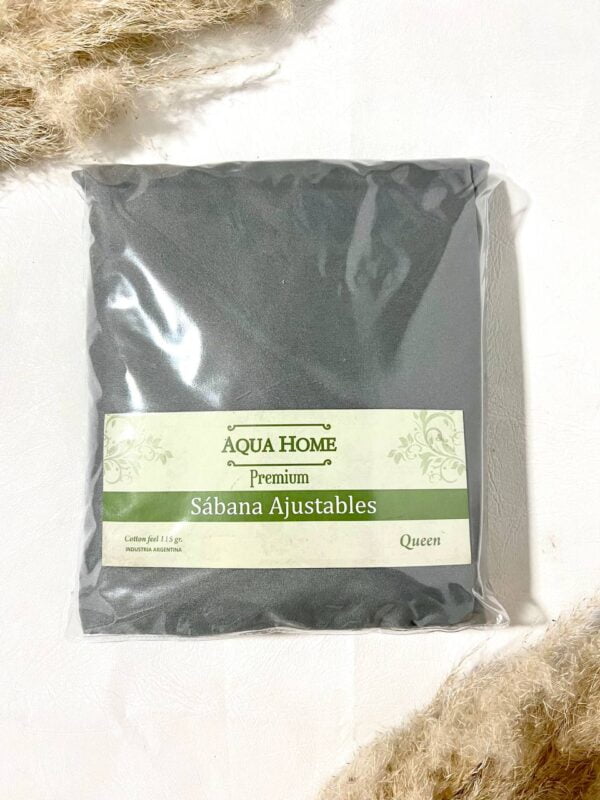 AQUA HOME
Premium
Sábana Ajustables
Cotton feel 115 gr.
INDUSTRIA ARGENTINA
Queen